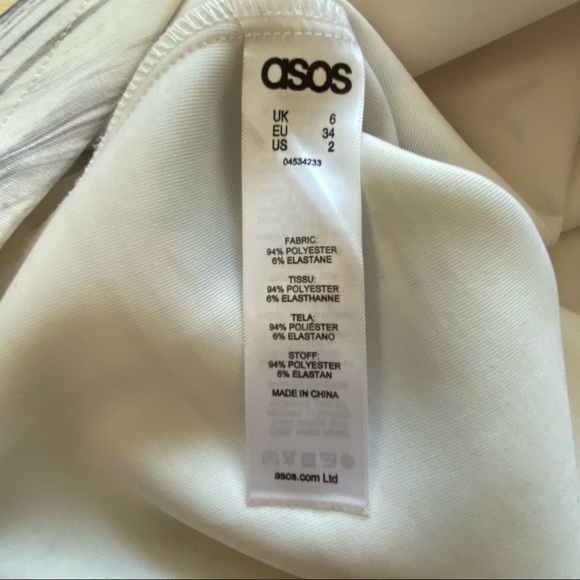 asos
UK 6
EU 34
US 2
04534233
FABRIC:
94% POLYESTER
6% ELASTANE
TISSU:
94% POLYESTER
6% ELASTHANNE
TELA:
94% POLIÉSTER
6% ELASTANO
STOFF:
94% POLYESTER
6% ELASTAN
MADE IN CHINA
asos.com Ltd